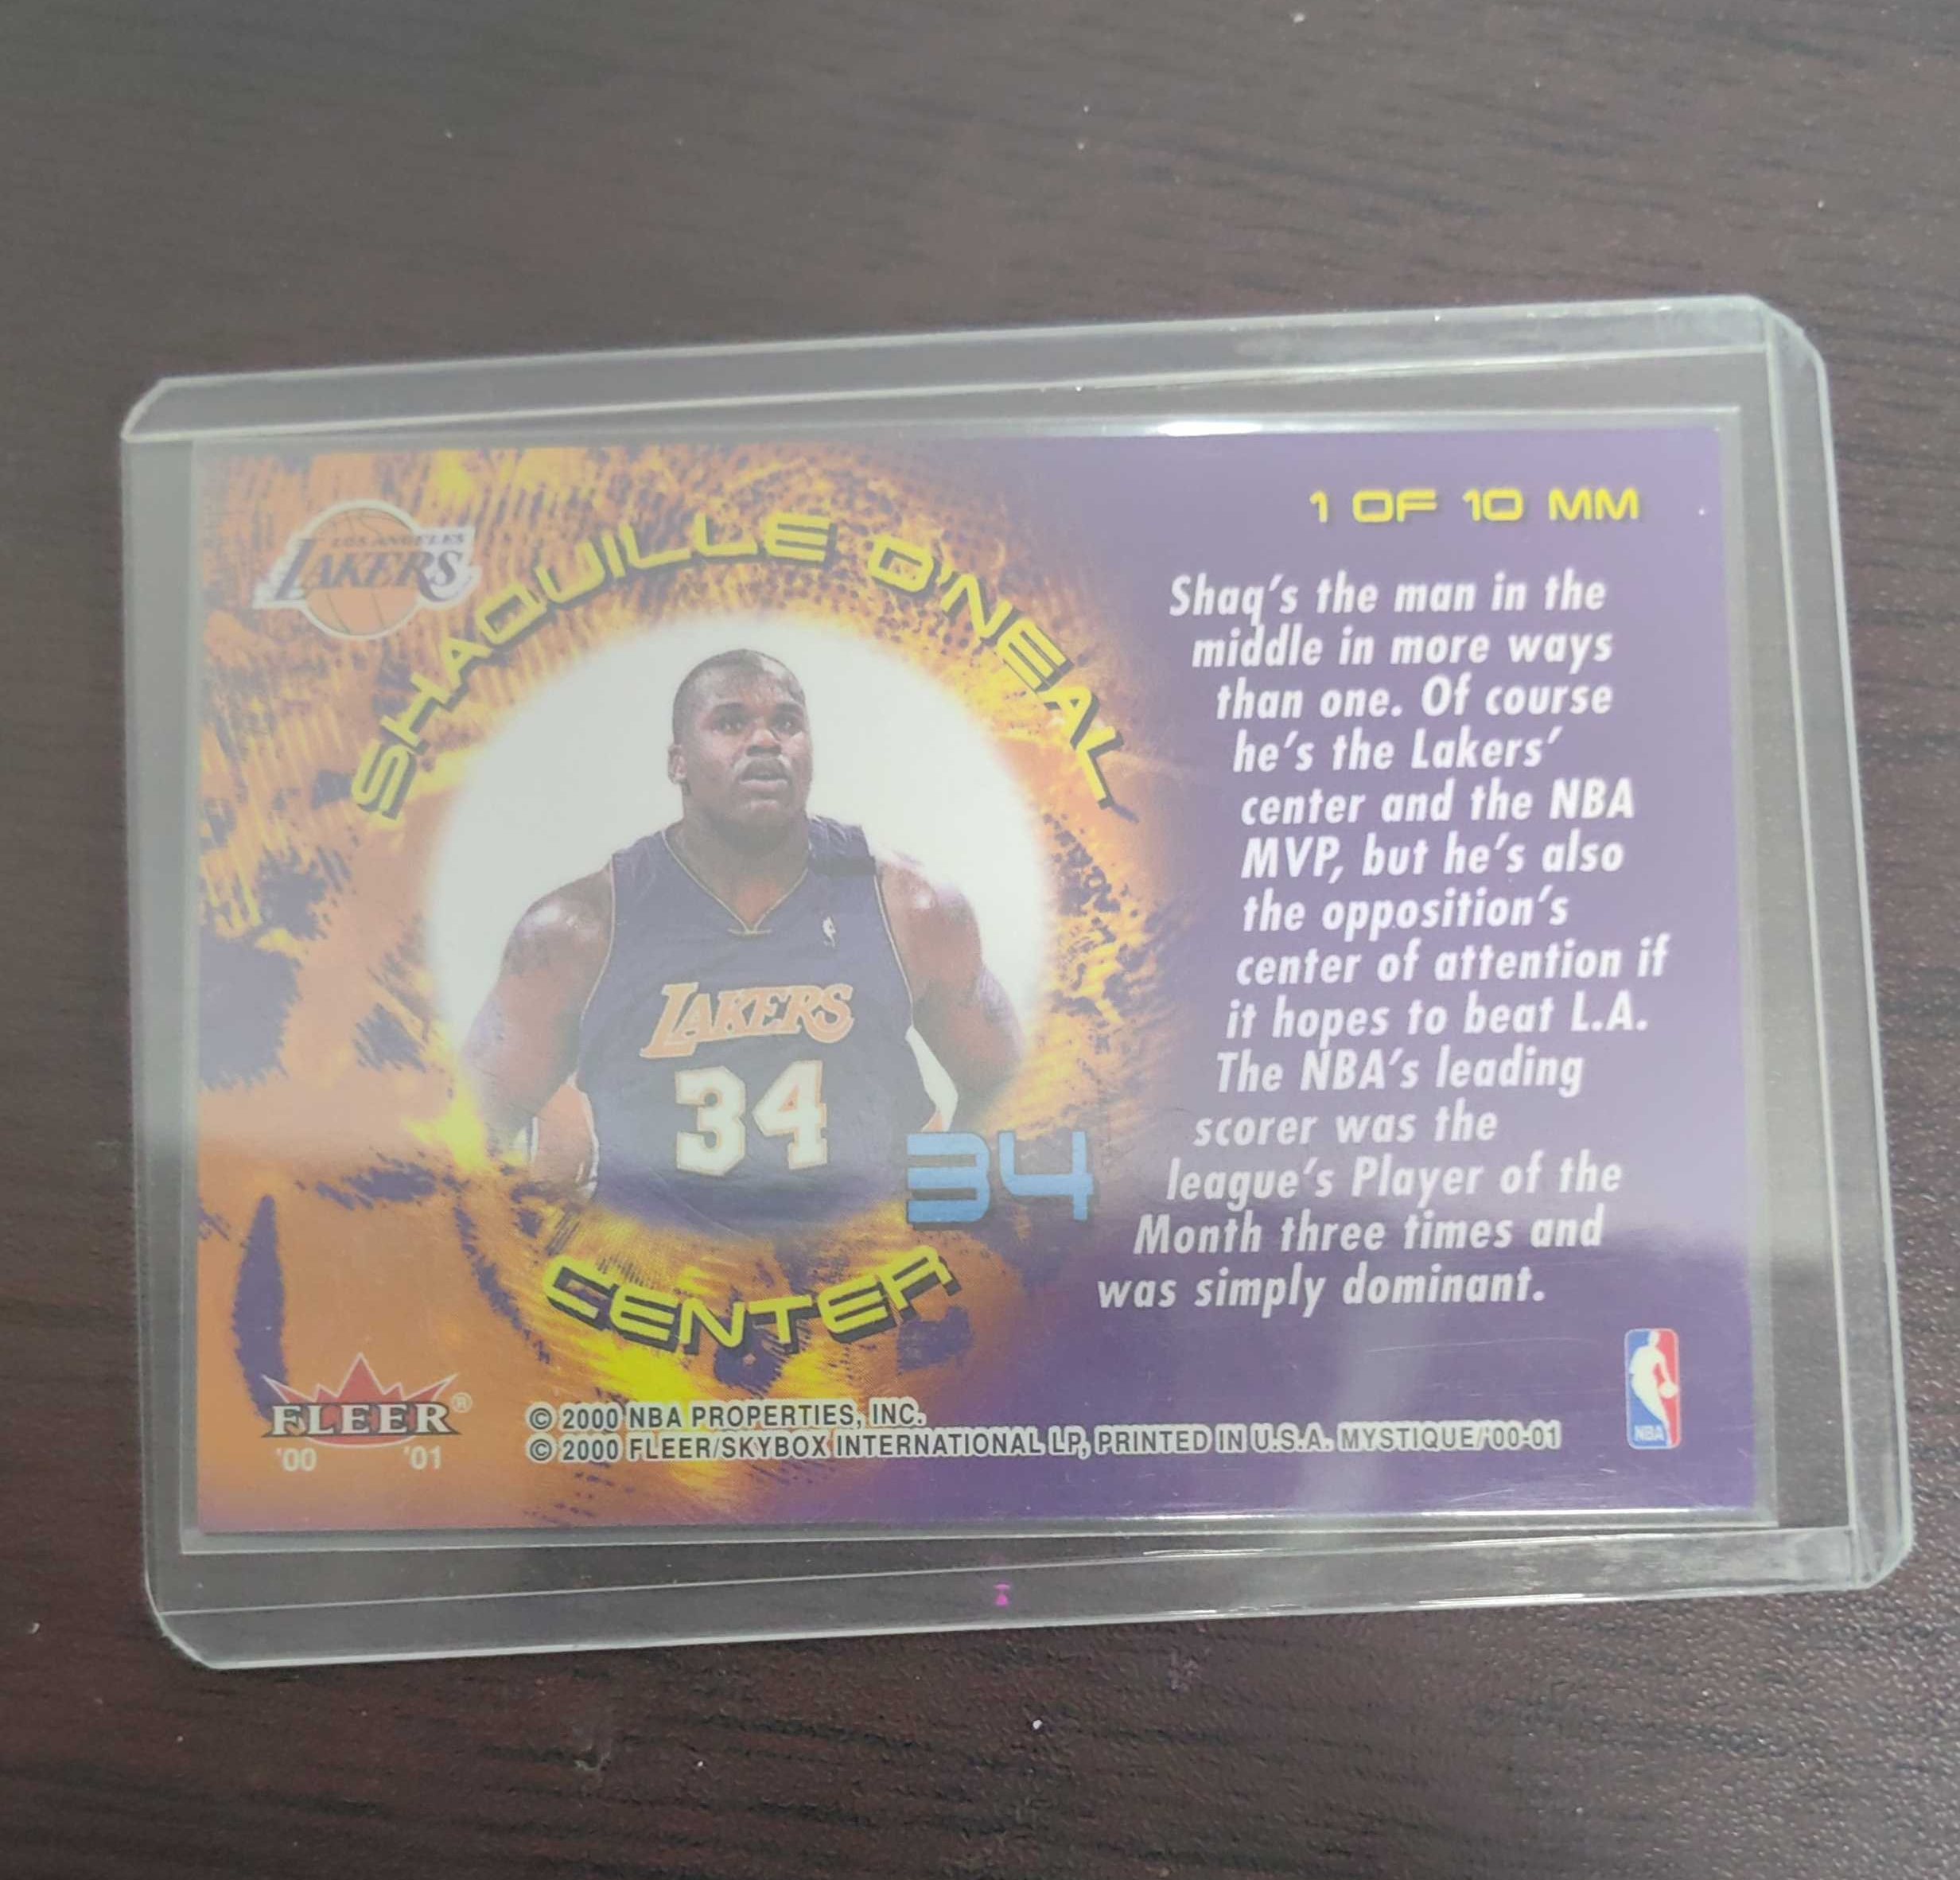 LOS ANGELES
LAKERS
SHAQUILLE O'NEAL
LAKERS
34
34
CENTER
1 OF 10 MM
Shaq's the man in the
middle in more ways
than one. Of course
he's the Lakers'
center and the NBA
MVP, but he's also
the opposition's
center of attention if
it hopes to beat L.A.
The NBA's leading
scorer was the
league's Player of the
Month three times and
was simply dominant.
FLEER®
'00 '01
© 2000 NBA PROPERTIES, INC.
© 2000 FLEER/SKYBOX INTERNATIONAL LP, PRINTED IN U.S.A. MYSTIQUE/'00-01
NBA